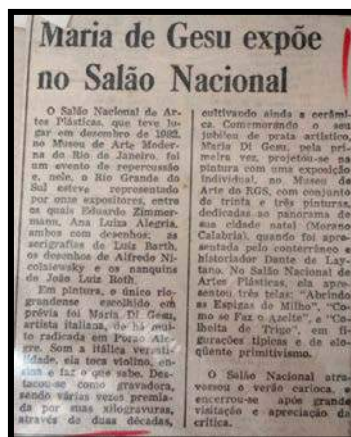 Maria de Gesu expõe
no Salão Nacional
O Salão Nacional de Ar-
tes Plásticas, que teve lu-
gar em dezembro de 1982,
no Museu de Arte Moder-
na do Rio de Janeiro, foi
um evento de repercussão
e, nele, o Rio Grande do
Sul esteve representado
por onze expositores, entre
os quais Eduardo Zimmer-
mann, Ana Luiza Alegria,
ambos com desenhos; as
serigrafias de Luiz Barth,
os desenhos de Alfredo Ni-
colaiewsky e os nanquins
de João Luiz Roth.
Em pintura, o único rio-
grandense escolhido em
prévia foi Maria Di Gesu,
artista italiana, de há mui-
to radicada em Porto Ale-
gre. Som a itálica versati-
lidade, ela toca violino, en-
sina e faz o que sabe. Des-
tacou-se como gravadora,
sendo várias vezes premia-
da por suas xilogravuras,
através de duas décadas,
cultivando ainda a cerâmi-
ca. Comemorando o seu
jubileu de prata artístico,
Maria Di Gesu, pela pri-
meira vez, projetou-se na
pintura com uma exposição
individual, no Museu de
Arte do RGS, com conjunto
de trinta e três pinturas,
dedicadas ao panorama de
sua cidade natal (Morano
Calabria), quando foi apre-
sentada pelo conterrâneo e
historiador Dante de Lay-
tano. No Salão Nacional de
Artes Plásticas, ela apre-
sentou três telas: "Abrindo
as Espigas de Milho", "Co-
mo se Faz o Azeite", e "Co-
lheita de Trigo", em fi-
gurações típicas e de elo-
qüente primitivismo.
O Salão Nacional atra-
vessou o verão carioca, e
encerrou-se após grande
visitação e apreciação da
crítica.